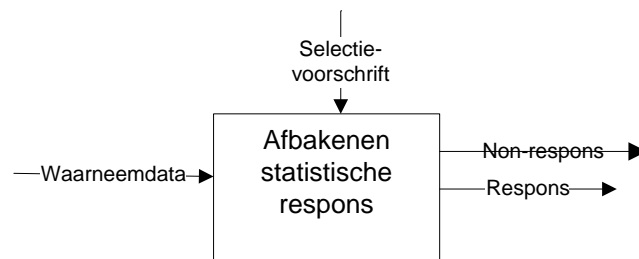 Selectie-
voorschrift
Afbakenen
statistische
respons
Waarneemdata
Non-respons
Respons